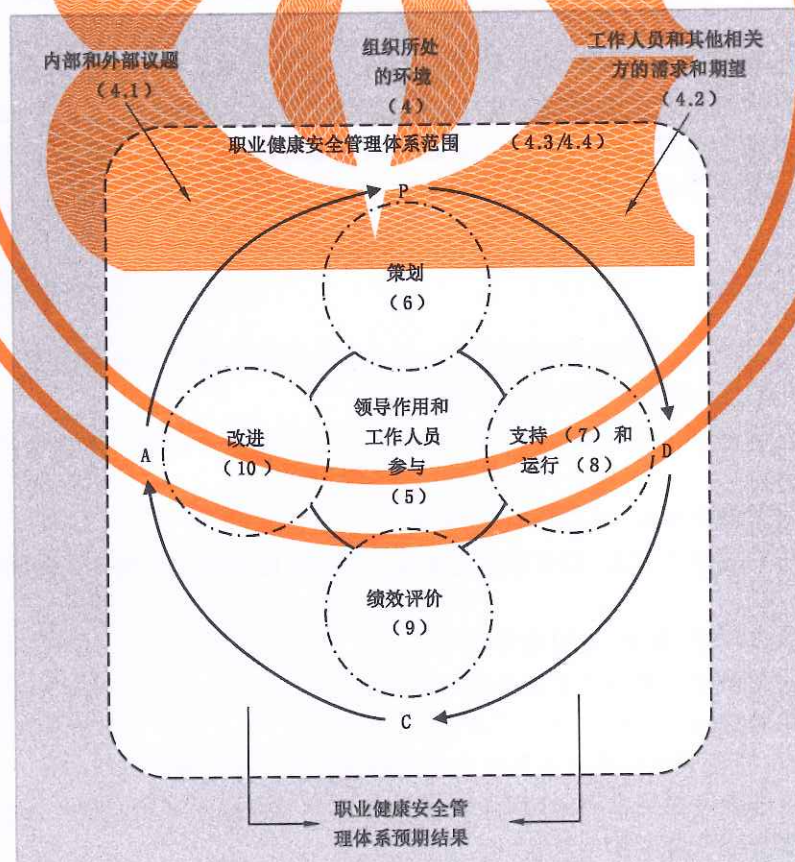 内部和外部议题
（4.1）
组织所处
的环境
（4）
工作人员和其他相关
方的需求和期望
（4.2）
职业健康安全管理体系范围 （4.3/4.4）
P
策划
（6）
A
改进
（10）
领导作用和
工作人员
参与
（5）
支持（7）和
运行（8）
D
绩效评价
（9）
C
职业健康安全管
理体系预期结果